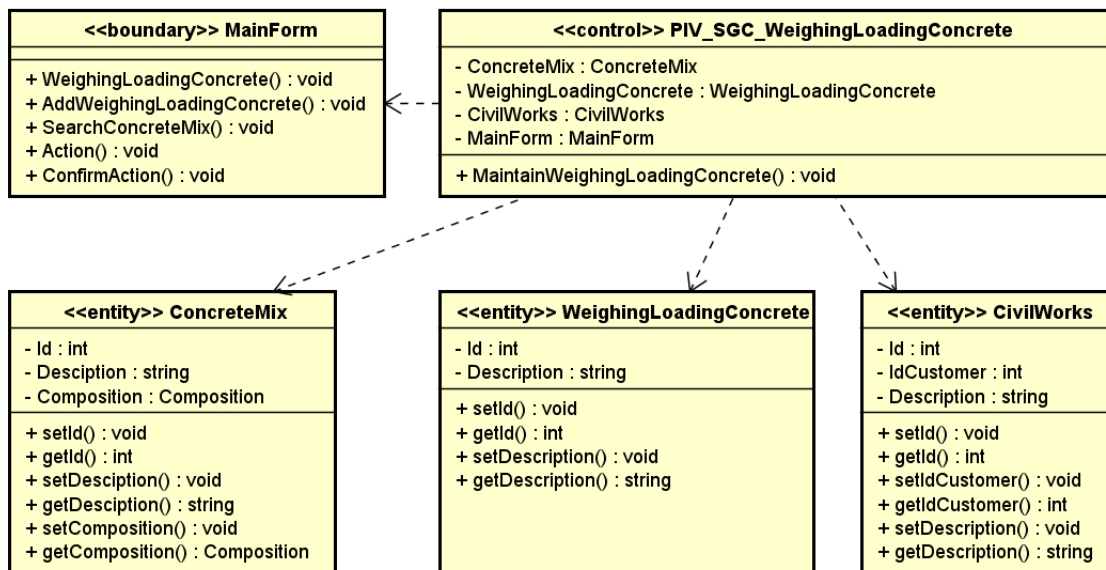 <<boundary>> MainForm
+ WeighingLoadingConcrete() : void
+ AddWeighingLoadingConcrete() : void
+ SearchConcreteMix() : void
+ Action() : void
+ ConfirmAction() : void
<<control>> PIV_SGC_WeighingLoadingConcrete
- ConcreteMix : ConcreteMix
- WeighingLoadingConcrete : WeighingLoadingConcrete
- CivilWorks : CivilWorks
- MainForm : MainForm
+ MaintainWeighingLoadingConcrete() : void
<<entity>> ConcreteMix
- Id : int
- Desciption : string
- Composition : Composition
+ setId() : void
+ getId() : int
+ setDesciption() : void
+ getDesciption() : string
+ setComposition() : void
+ getComposition() : Composition
<<entity>> WeighingLoadingConcrete
- Id : int
- Description : string
+ setId() : void
+ getId() : int
+ setDescription() : void
+ getDescription() : string
<<entity>> CivilWorks
- Id : int
- IdCustomer : int
- Description : string
+ setId() : void
+ getId() : int
+ setIdCustomer() : void
+ getIdCustomer() : int
+ setDescription() : void
+ getDescription() : string